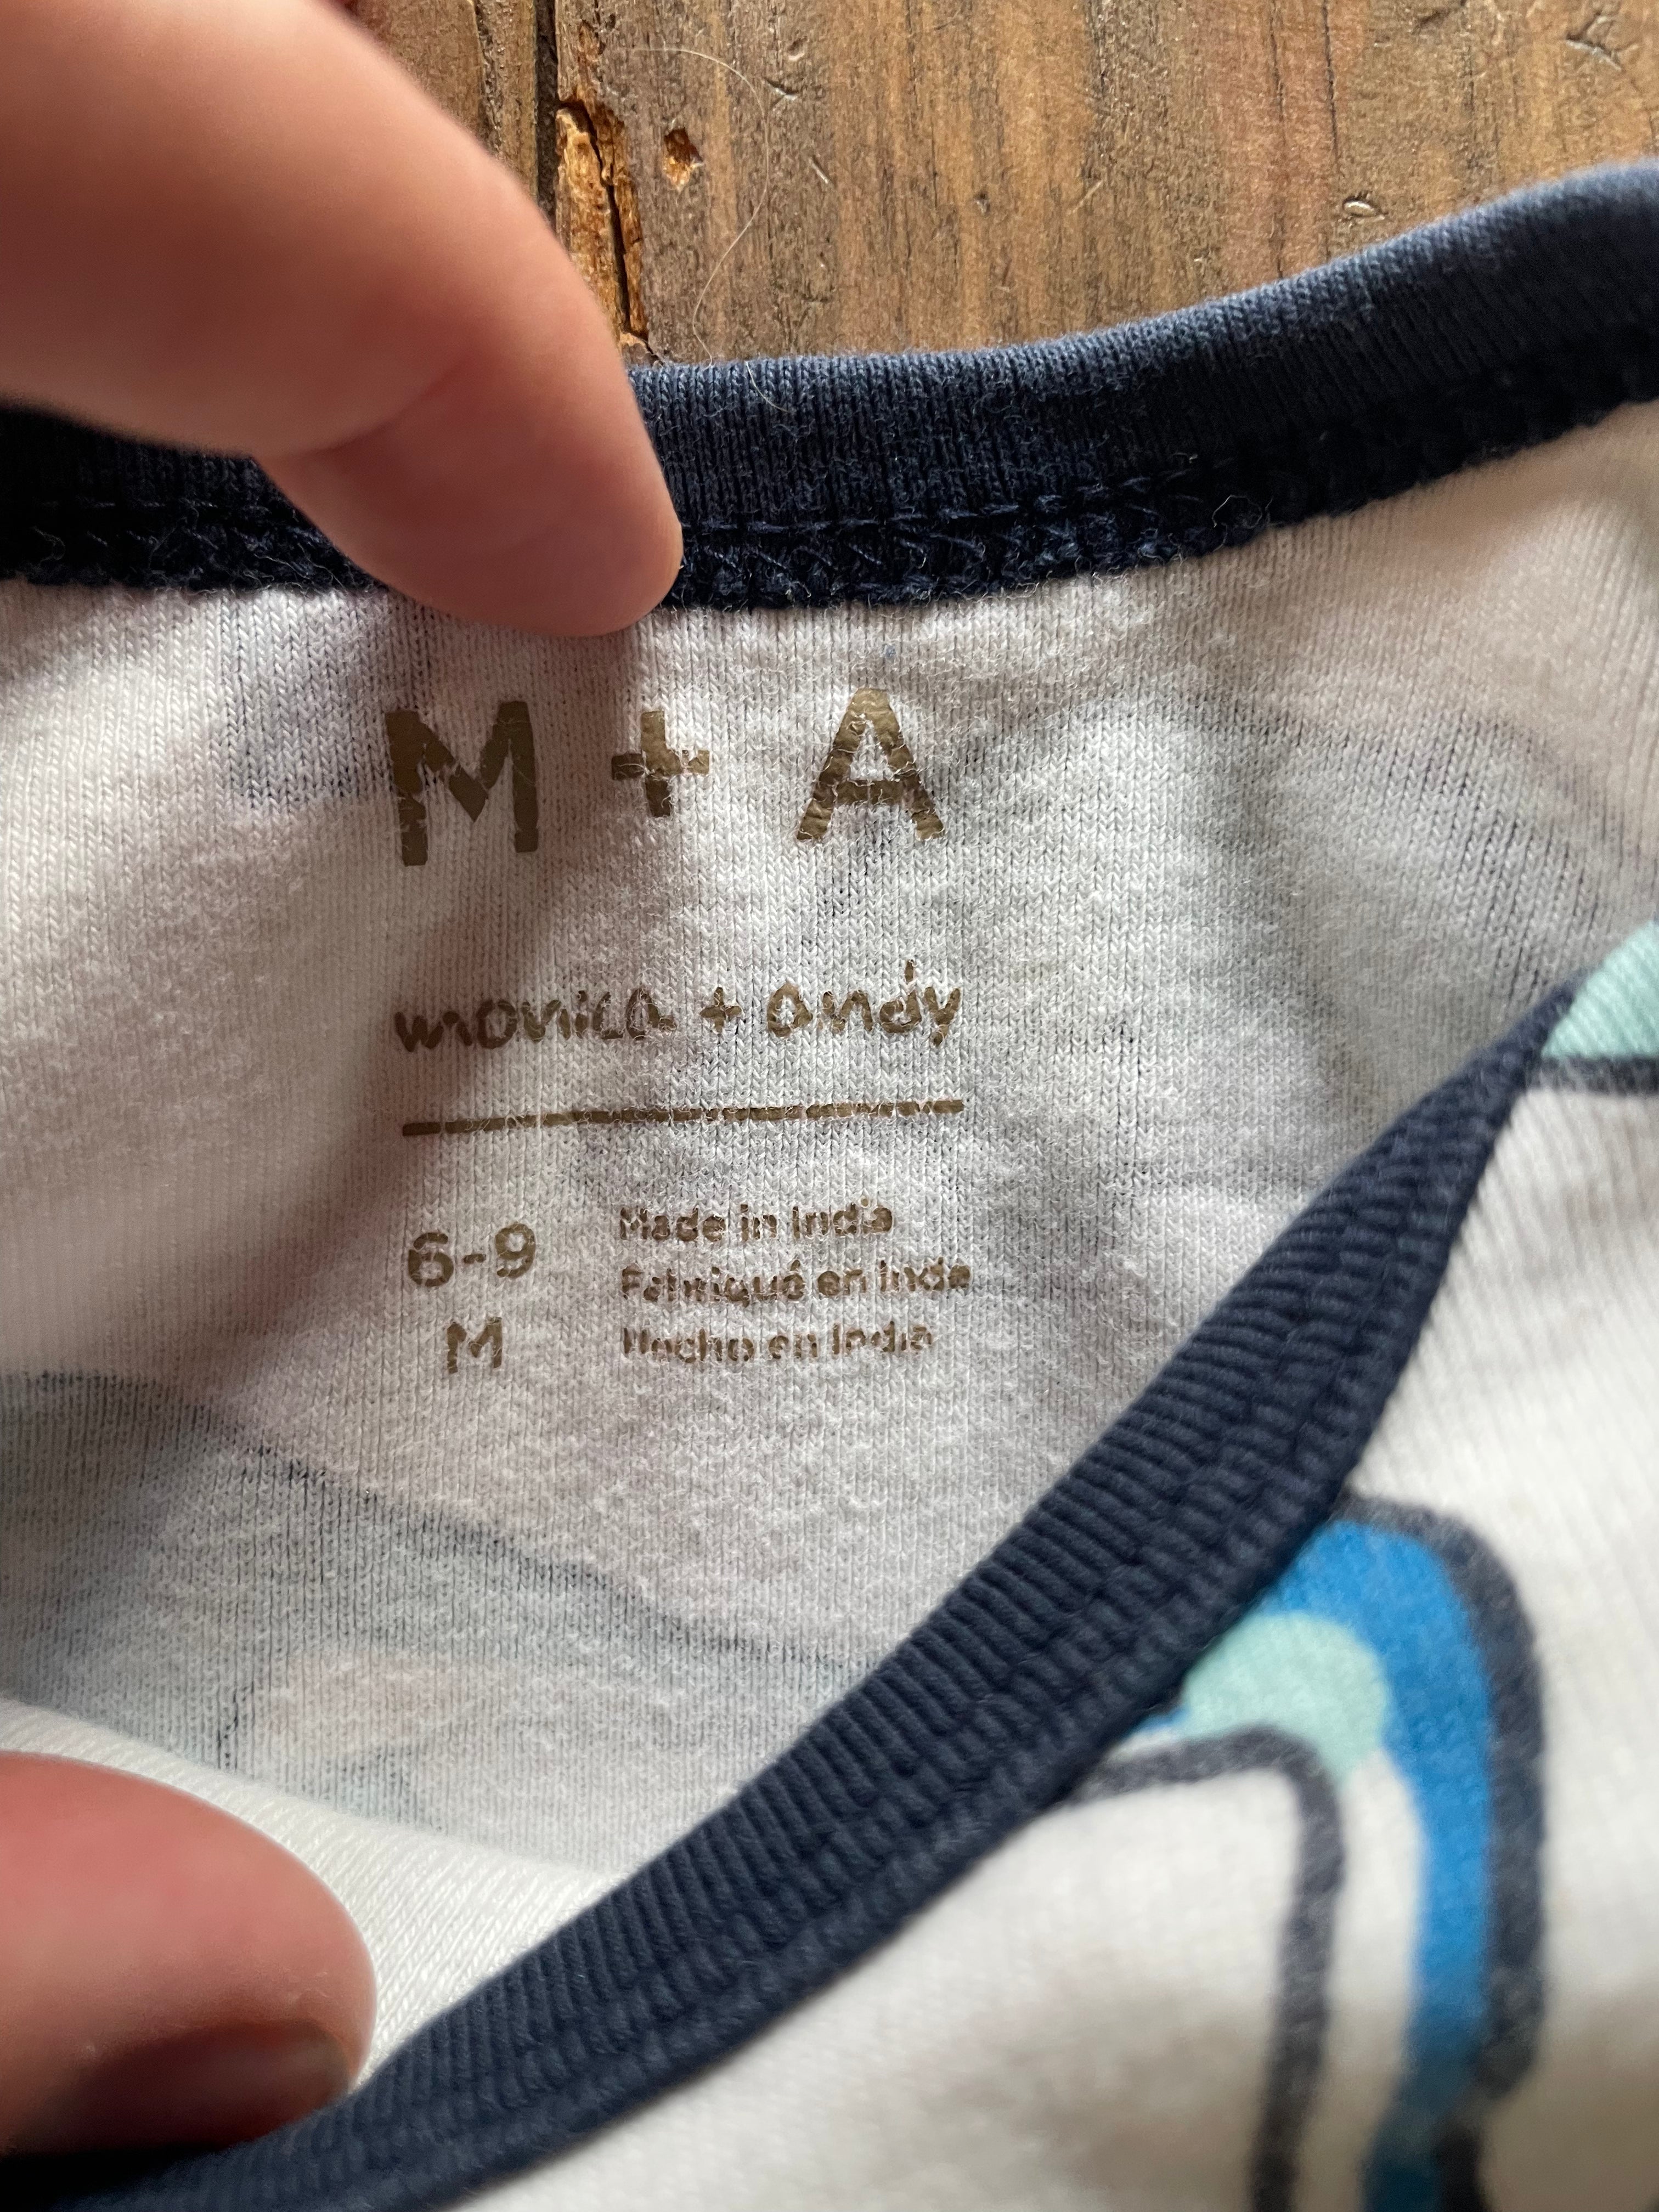 M + A
monica + andy
6-9
M
Made in India
Fabriqué en Inde
Hecho en India